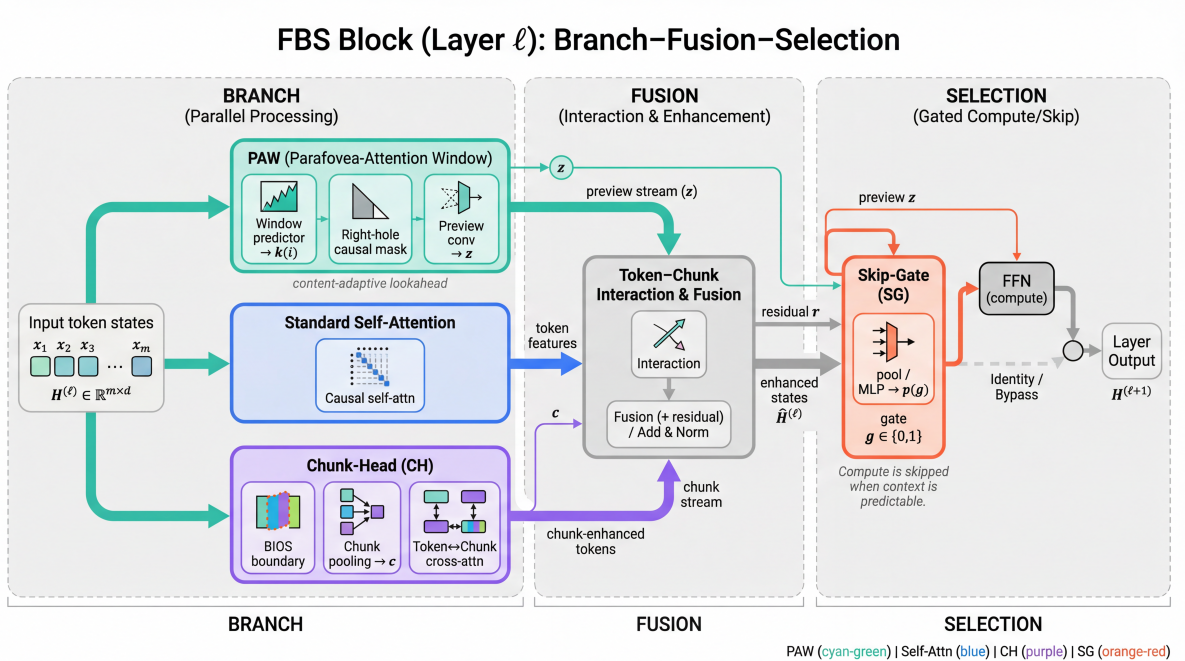 FBS Block (Layer ℓ): Branch–Fusion–Selection
BRANCH
(Parallel Processing)
PAW (Parafovea-Attention Window)
Window
predictor
→ k(i)
Right-hole
causal mask
Preview
conv
→ z
content-adaptive lookahead
Input token states
x₁ x₂ x₃ ... xₘ
H⁽ℓ⁾ ∈ ℝᵐˣᵈ
Standard Self-Attention
Causal self-attn
Chunk-Head (CH)
BIOS
boundary
Chunk
pooling → c
Token↔Chunk
cross-attn
FUSION
(Interaction & Enhancement)
z
preview stream (z)
token
features
c
Token–Chunk
Interaction & Fusion
Interaction
Fusion (+ residual)
/ Add & Norm
chunk
stream
chunk-enhanced
tokens
residual r
enhanced
states
Ĥ⁽ℓ⁾
SELECTION
(Gated Compute/Skip)
preview z
Skip-Gate
(SG)
pool /
MLP → p(g)
gate
g ∈ {0,1}
Compute is skipped
when context is
predictable.
FFN
(compute)
Identity /
Bypass
Layer
Output
H⁽ℓ⁺¹⁾
BRANCH
FUSION
SELECTION
PAW (cyan-green) | Self-Attn (blue) | CH (purple) | SG (orange-red)